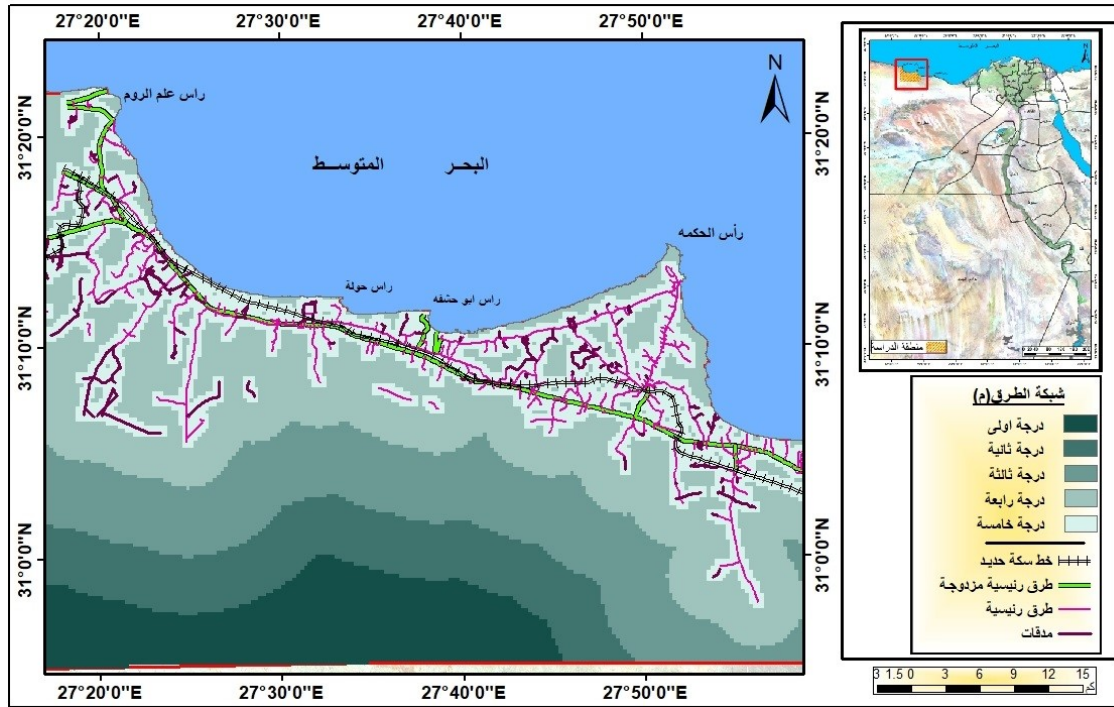 27°20'0"E 27°30'0"E 27°40'0"E 27°50'0"E
31°20'0"N 31°20'0"N
31°10'0"N 31°10'0"N
31°0'0"N 31°0'0"N
N
راس علم الروم
البحـر المتوســط
رأس الحكمه
راس حولة
راس ابو حشفه
27°20'0"E 27°30'0"E 27°40'0"E 27°50'0"E
البحر المتوسط
منطقة الدراسة
شبكة الطرق(م)
درجة اولى
درجة ثانية
درجة ثالثة
درجة رابعة
درجة خامسة
خط سكة حديد
طرق رئيسية مزدوجة
طرق رئيسية
مدقات
3 1.5 0 3 6 9 12 15
كم